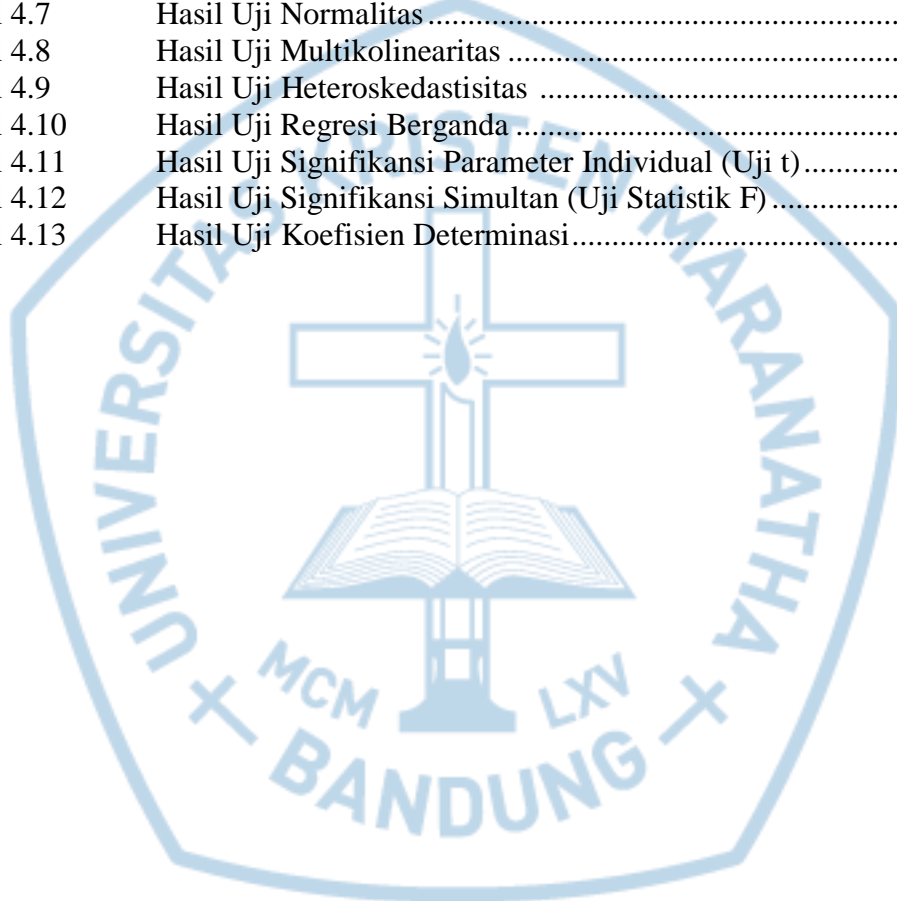 4.7 Hasil Uji Normalitas
4.8 Hasil Uji Multikolinearitas
4.9 Hasil Uji Heteroskedastisitas
4.10 Hasil Uji Regresi Berganda
4.11 Hasil Uji Signifikansi Parameter Individual (Uji t)
4.12 Hasil Uji Signifikansi Simultan (Uji Statistik F)
4.13 Hasil Uji Koefisien Determinasi
UNIVERSITAS KRISTEN MARANATHA
MCM LXV
BANDUNG